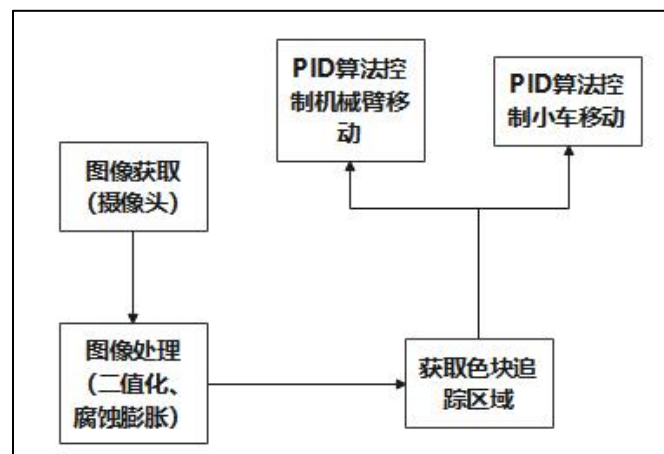 PID算法控
制机械臂移
动
PID算法控
制小车移动
图像获取
（摄像头）
图像处理
（二值化、
腐蚀膨胀）
获取色块追
踪区域